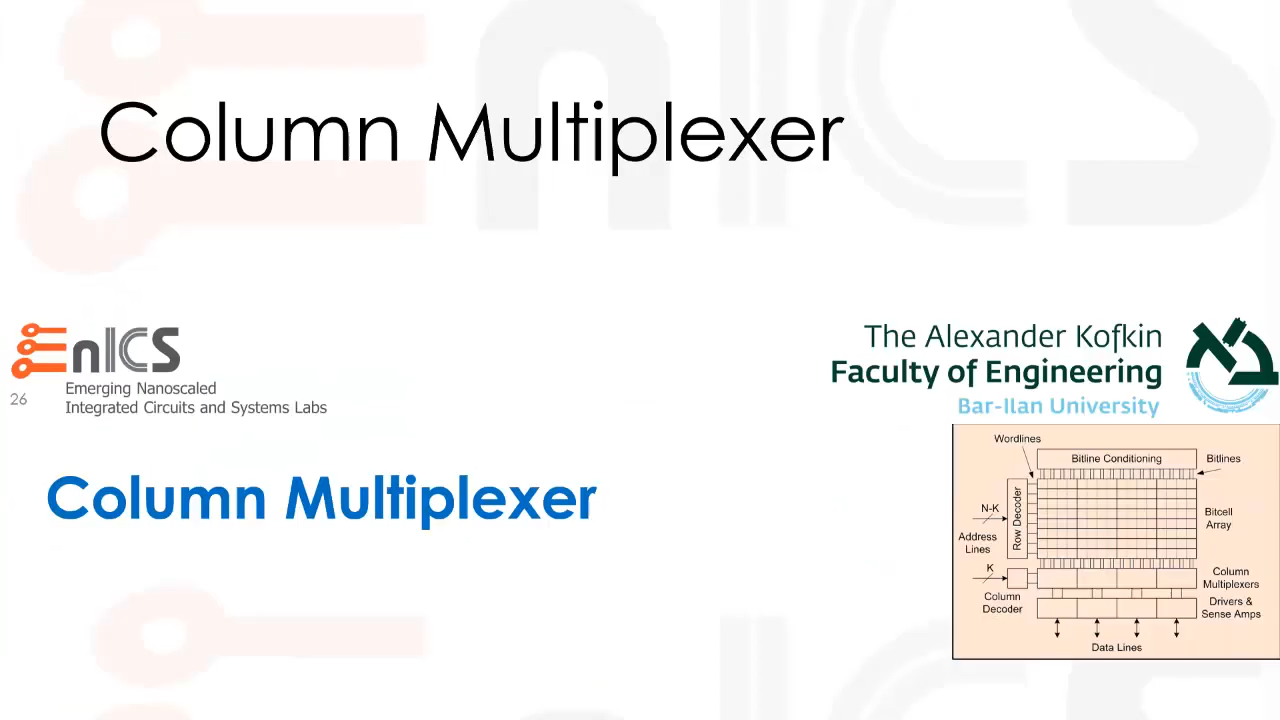 Column Multiplexer
EnICS
Emerging Nanoscaled
Integrated Circuits and Systems Labs
26
The Alexander Kofkin
Faculty of Engineering
Bar-Ilan University
Column Multiplexer
Wordlines
Bitline Conditioning
Bitlines
Row Decoder
N-K
Address
Lines
Bitcell
Array
K
Column
Decoder
Column
Multiplexers
Drivers &
Sense Amps
Data Lines